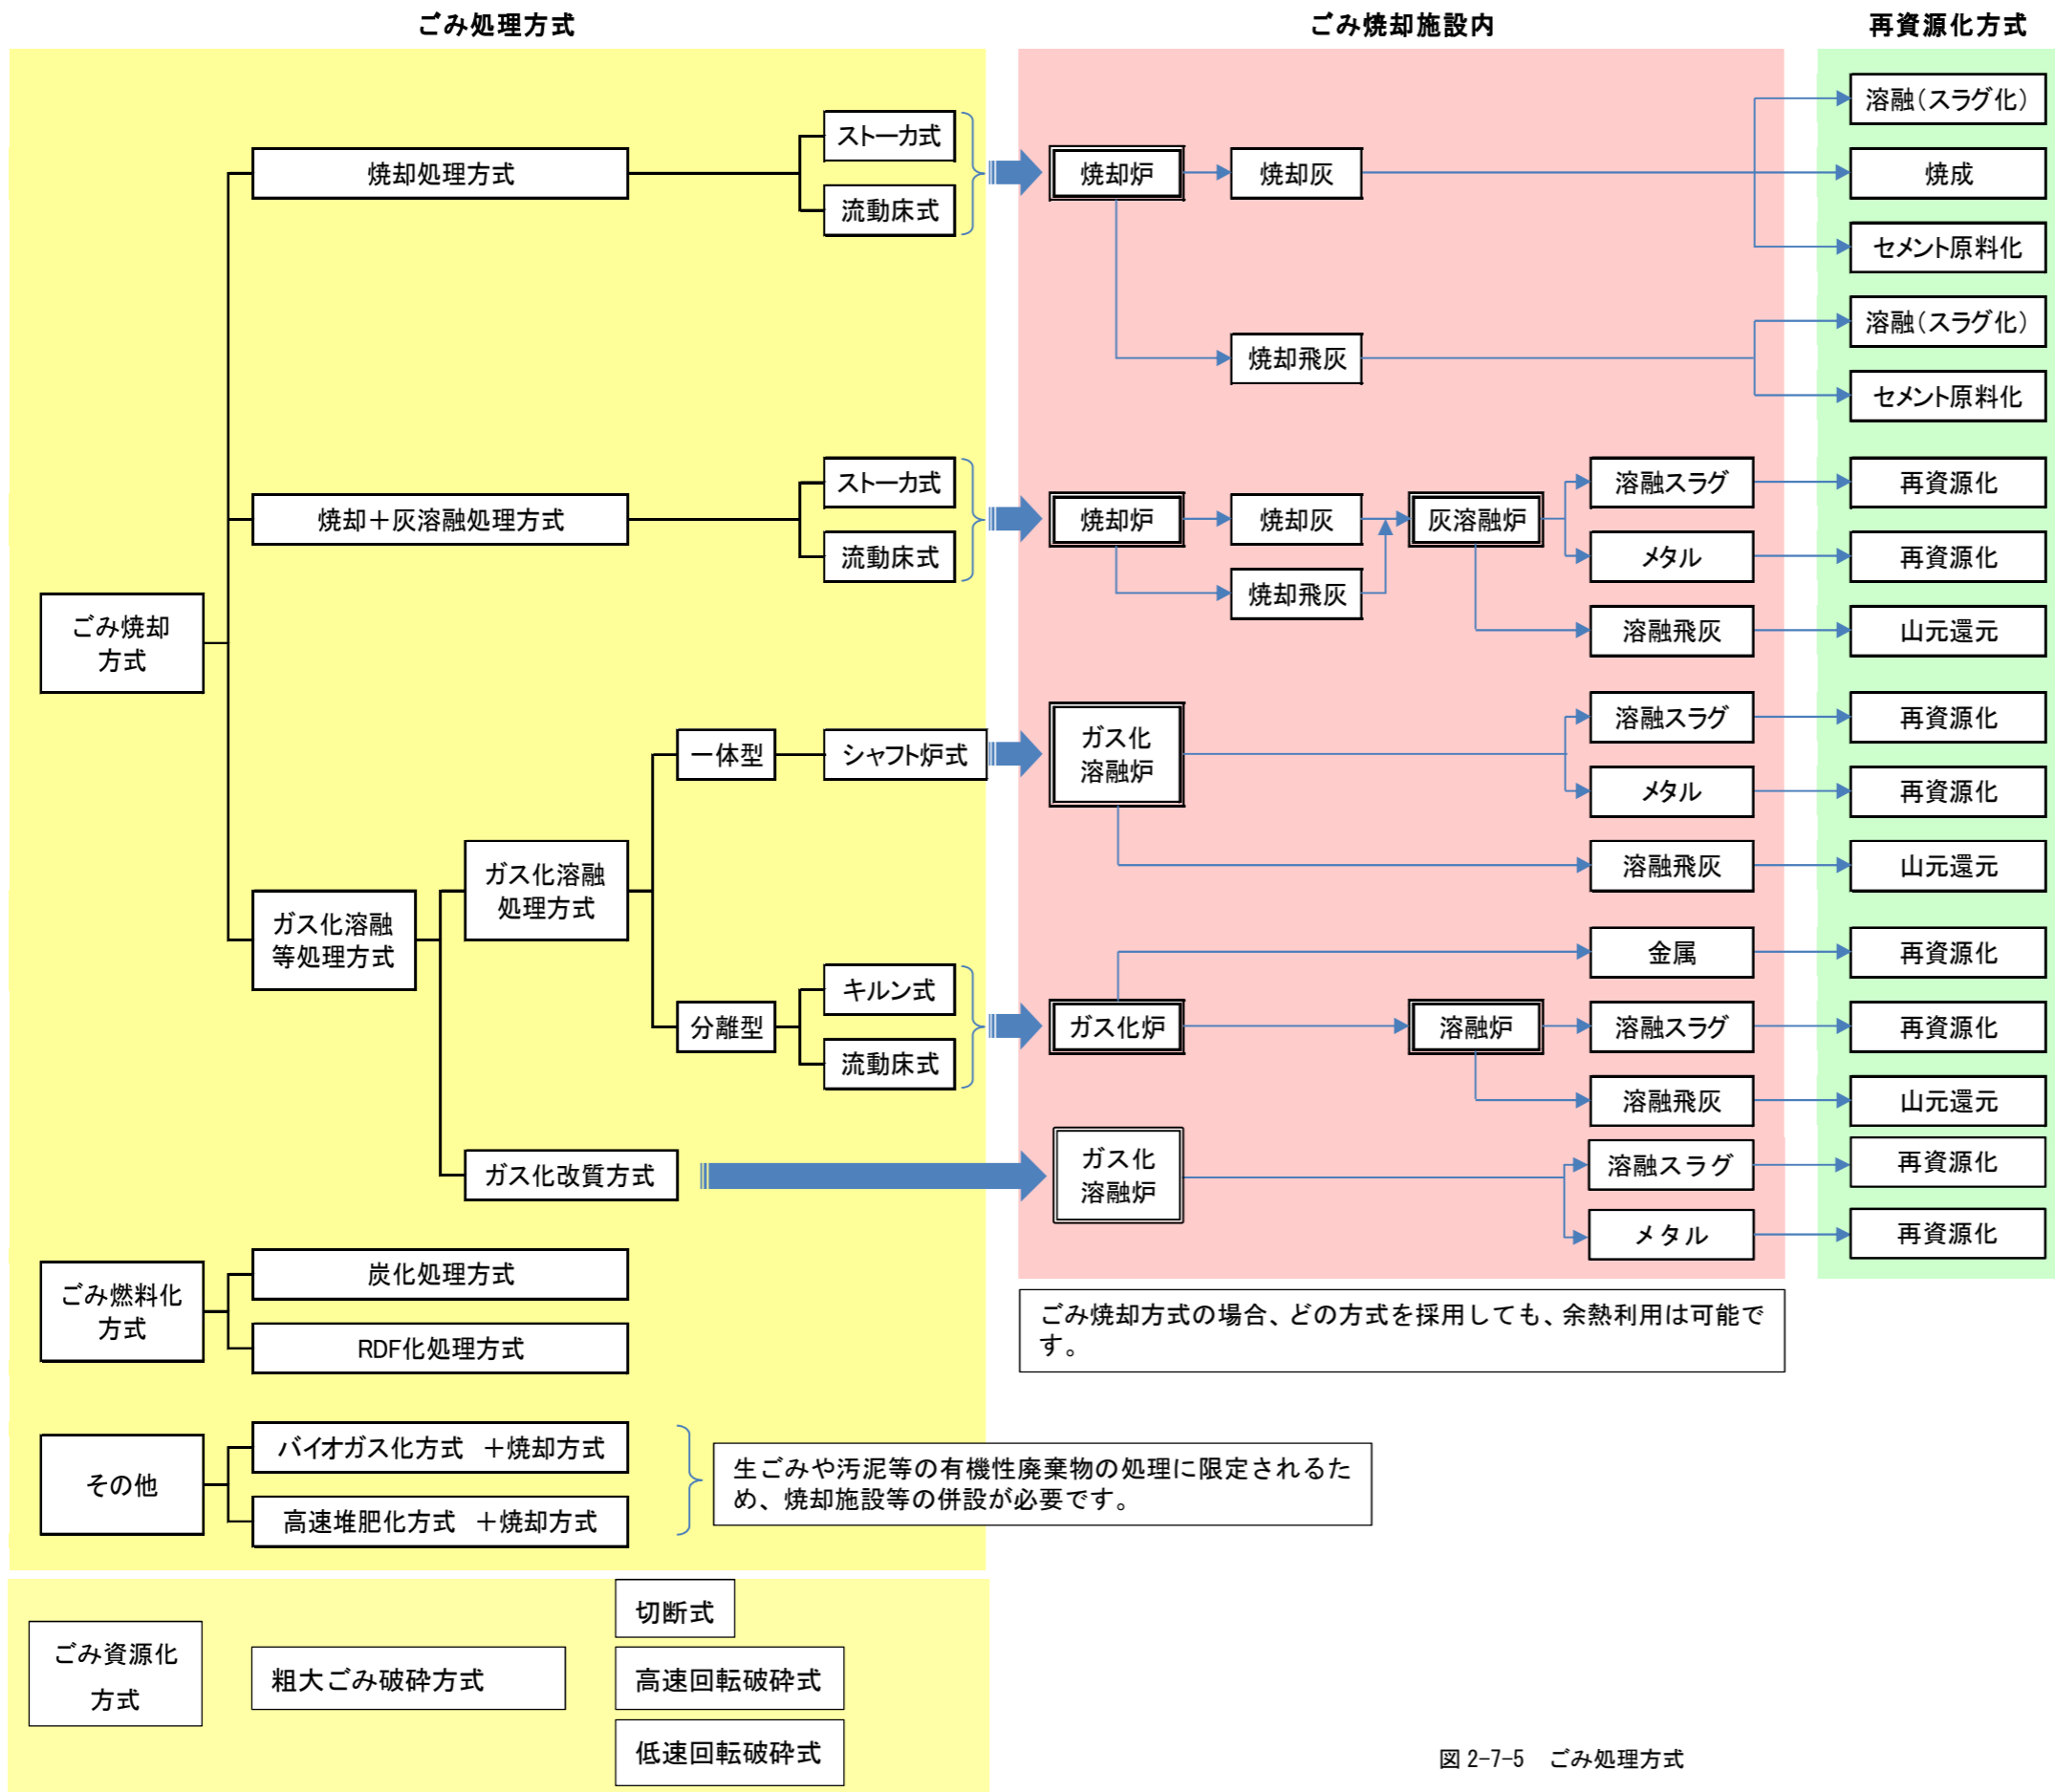 ごみ処理方式
ごみ焼却施設内
再資源化方式
ごみ焼却
方式
焼却処理方式
ストーカ式
流動床式
焼却炉
焼却灰
焼却飛灰
溶融（スラグ化）
焼成
セメント原料化
溶融（スラグ化）
セメント原料化
焼却＋灰溶融処理方式
ストーカ式
流動床式
焼却炉
焼却灰
焼却飛灰
灰溶融炉
溶融スラグ
メタル
溶融飛灰
再資源化
再資源化
山元還元
ガス化溶融
等処理方式
ガス化溶融
処理方式
一体型
シャフト炉式
ガス化
溶融炉
溶融スラグ
メタル
溶融飛灰
再資源化
再資源化
山元還元
分離型
キルン式
流動床式
ガス化炉
溶融炉
金属
溶融スラグ
溶融飛灰
再資源化
再資源化
山元還元
ガス化改質方式
ガス化
溶融炉
溶融スラグ
メタル
再資源化
再資源化
ごみ燃料化
方式
炭化処理方式
RDF化処理方式
ごみ焼却方式の場合、どの方式を採用しても、余熱利用は可能で
す。
その他
バイオガス化方式　＋焼却方式
高速堆肥化方式　＋焼却方式
生ごみや汚泥等の有機性廃棄物の処理に限定されるた
め、焼却施設等の併設が必要です。
ごみ資源化
方式
粗大ごみ破砕方式
切断式
高速回転破砕式
低速回転破砕式
図 2-7-5　ごみ処理方式